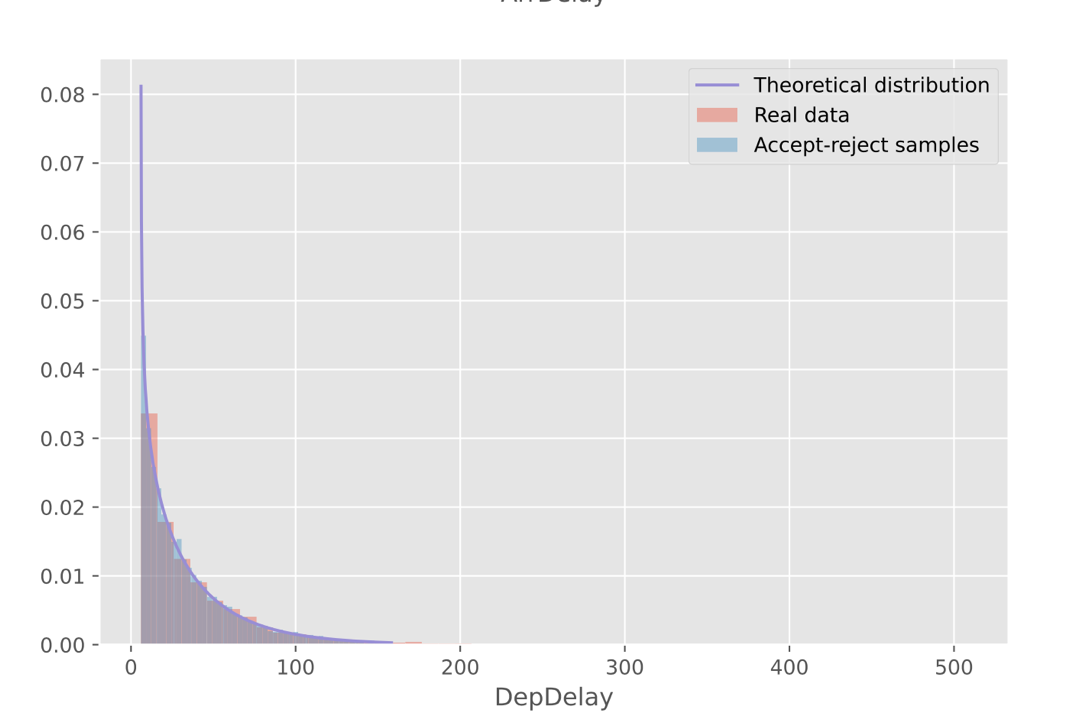 0.08
0.07
0.06
0.05
0.04
0.03
0.02
0.01
0.00
Theoretical distribution
Real data
Accept-reject samples
0 100 200 300 400 500
DepDelay